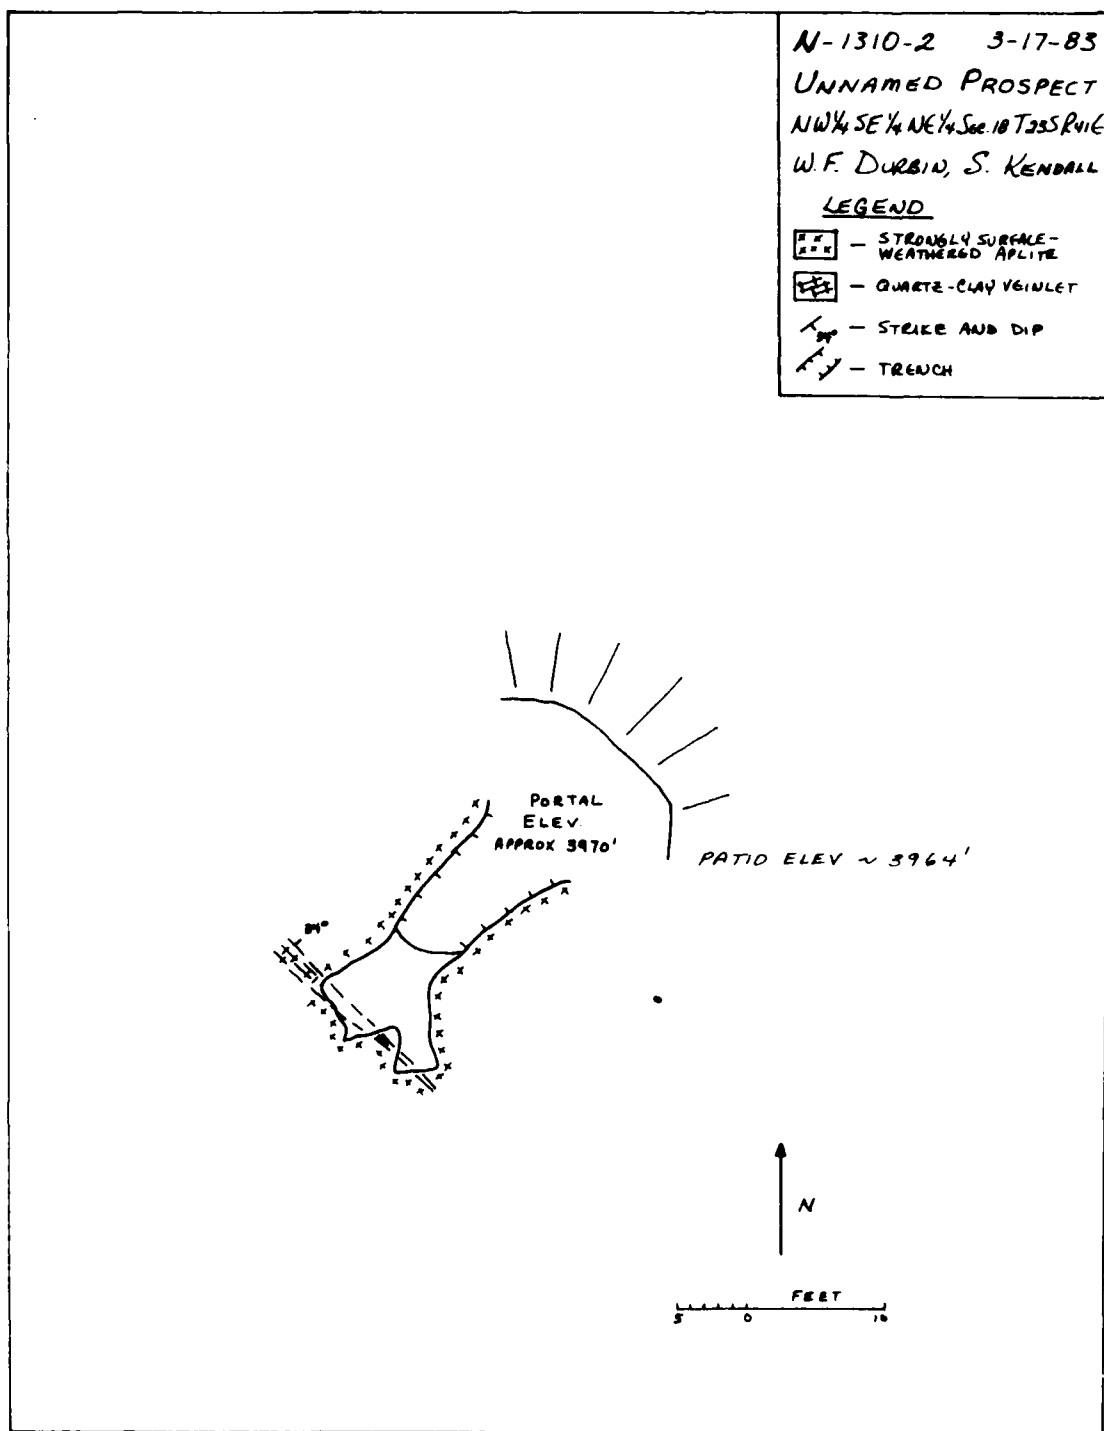 N-1310-2 3-17-83
UNNAMED PROSPECT
NW¼ SE¼ NE¼ Sec. 18 T23S R41E
W.F. DURBIN, S. KENDALL
LEGEND
— STRONGLY SURFACE-
WEATHERED APLITE
— QUARTZ-CLAY VEINLET
— STRIKE AND DIP
— TRENCH
PORTAL
ELEV.
APPROX 3970'
PATIO ELEV ~ 3964'
N
FEET
5 0 10